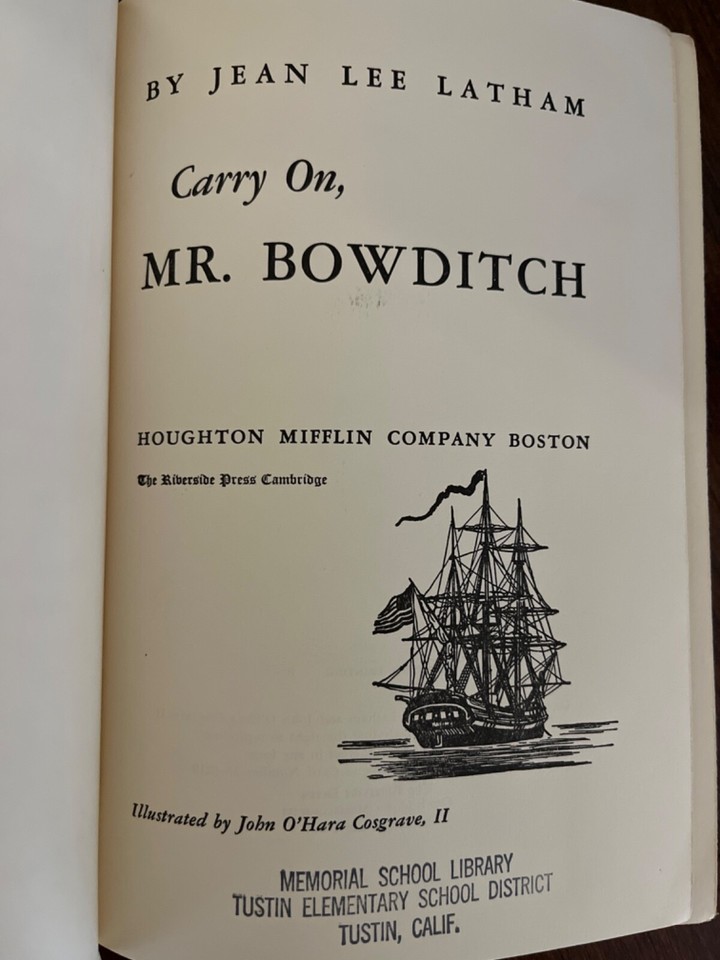 BY JEAN LEE LATHAM
Carry On,
MR. BOWDITCH
HOUGHTON MIFFLIN COMPANY BOSTON
The Riverside Press Cambridge
Illustrated by John O'Hara Cosgrave, II
MEMORIAL SCHOOL LIBRARY
TUSTIN ELEMENTARY SCHOOL DISTRICT
TUSTIN, CALIF.